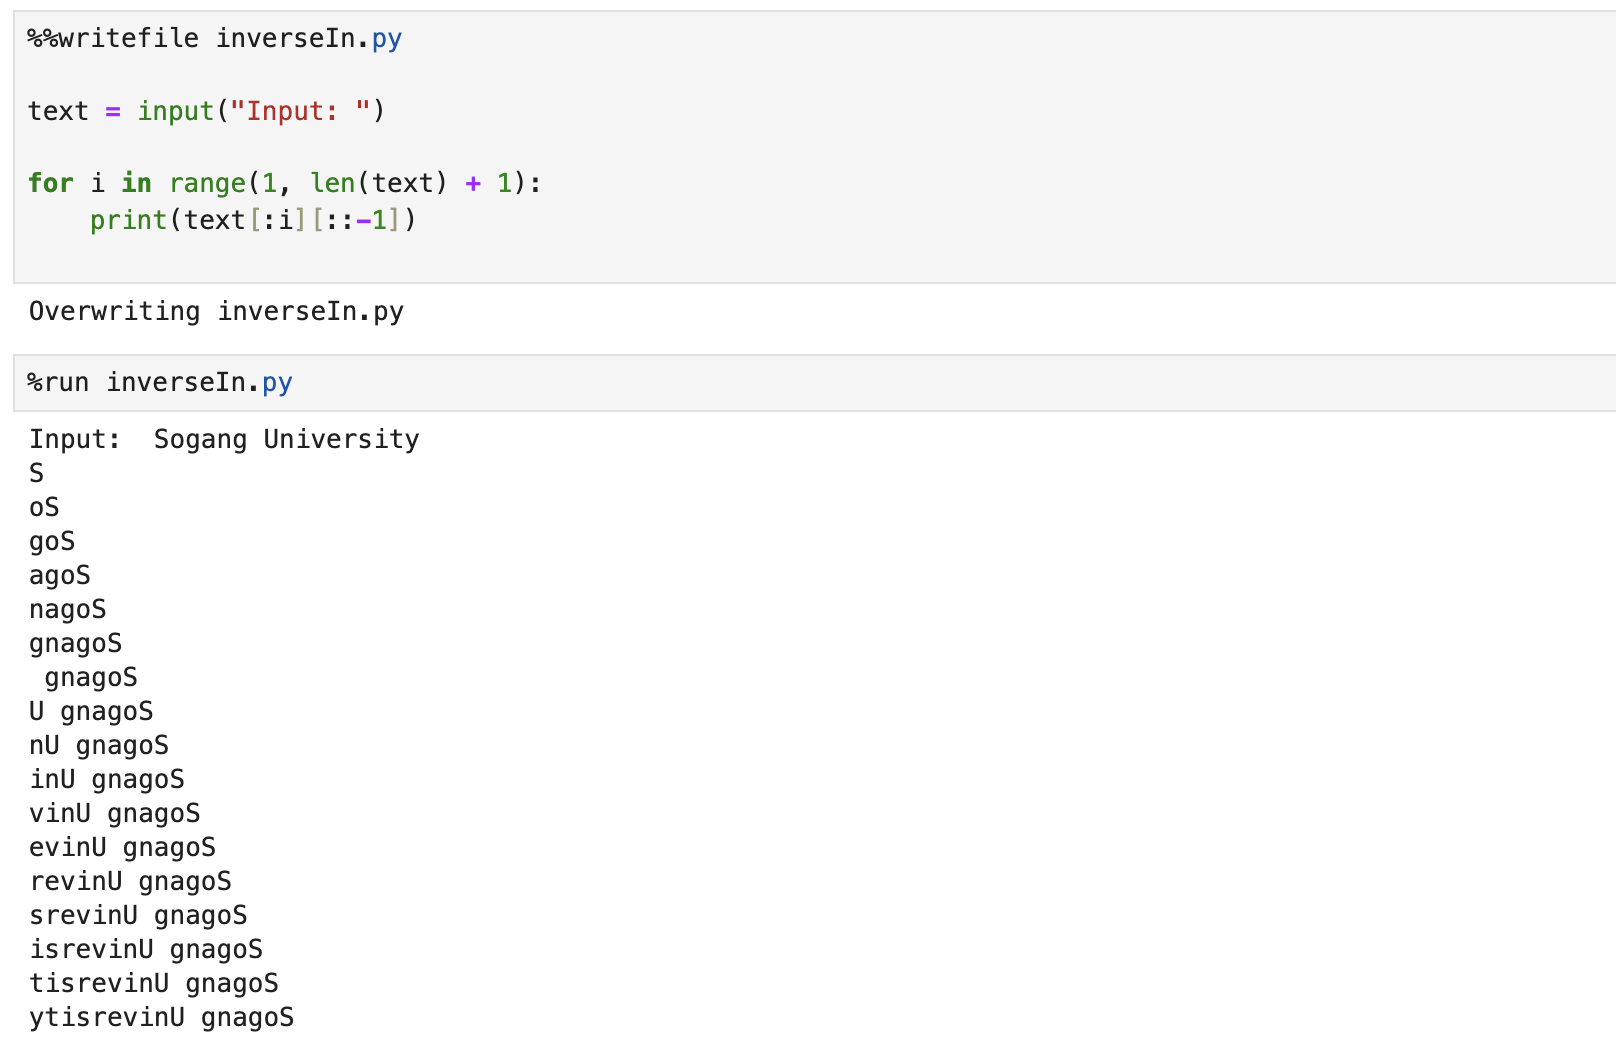 %%writefile inverseIn.py
text = input("Input: ")
for i in range(1, len(text) + 1):
    print(text[:i][::-1])
Overwriting inverseIn.py
%run inverseIn.py
Input:  Sogang University
S
oS
goS
agoS
nagoS
gnagoS
 gnagoS
U gnagoS
nU gnagoS
inU gnagoS
vinU gnagoS
evinU gnagoS
revinU gnagoS
srevinU gnagoS
isrevinU gnagoS
tisrevinU gnagoS
ytisrevinU gnagoS